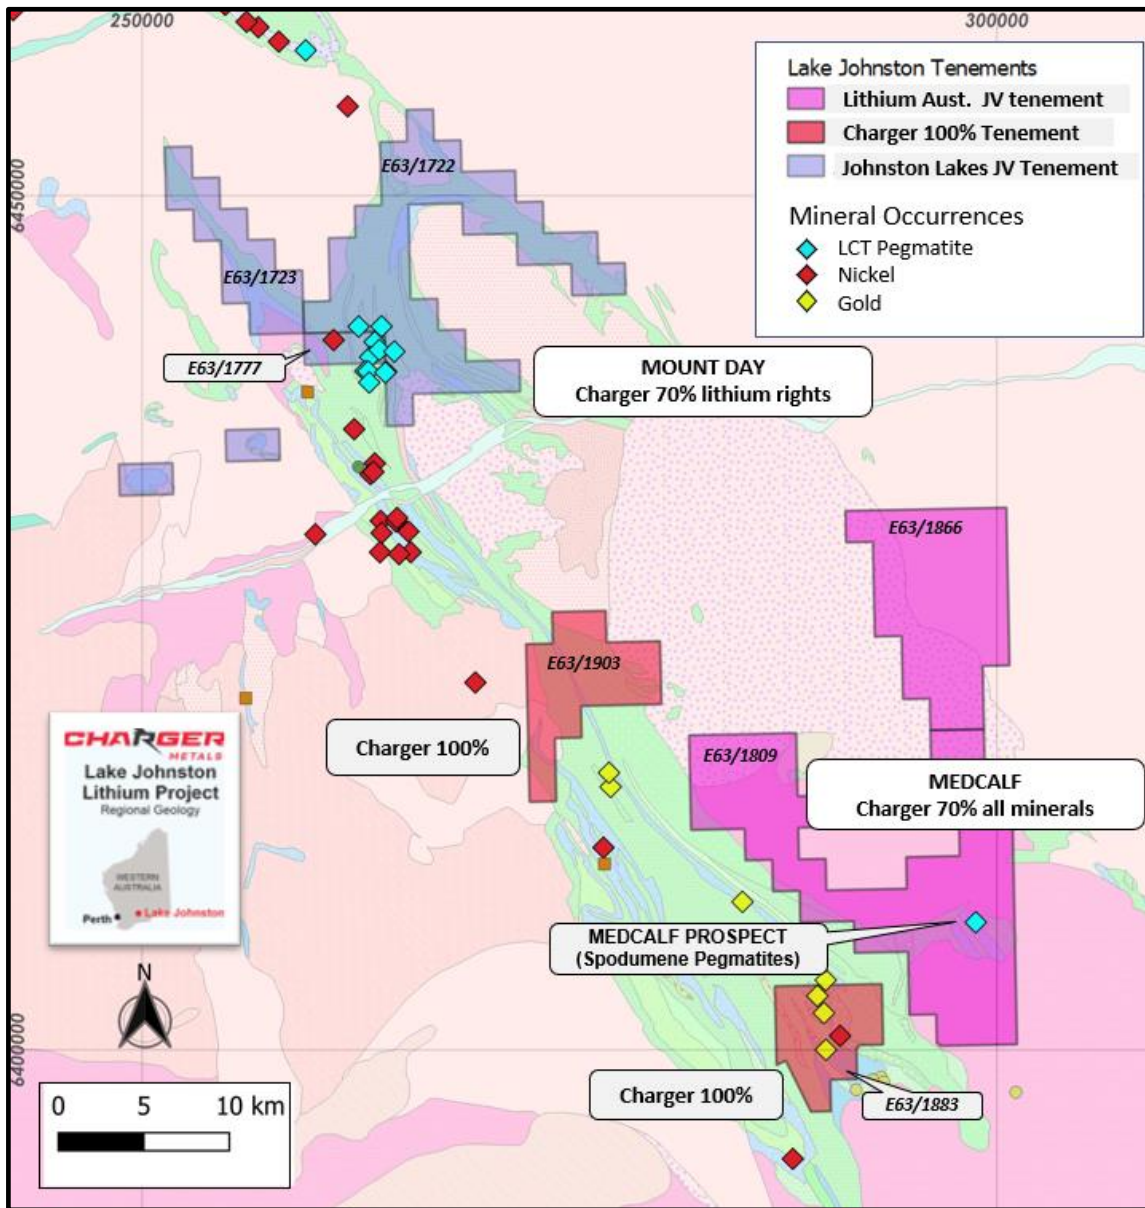 250000
300000
Lake Johnston Tenements
Lithium Aust. JV tenement
Charger 100% Tenement
Johnston Lakes JV Tenement
Mineral Occurrences
LCT Pegmatite
Nickel
Gold
6450000
E63/1722
E63/1723
E63/1777
MOUNT DAY
Charger 70% lithium rights
E63/1866
E63/1903
Charger 100%
E63/1809
MEDCALF
Charger 70% all minerals
CHARGER
METALS
Lake Johnston
Lithium Project
Regional Geology
WESTERN
AUSTRALIA
Perth
Lake Johnston
MEDCALF PROSPECT
(Spodumene Pegmatites)
N
6400000
Charger 100%
E63/1883
0 5 10 km